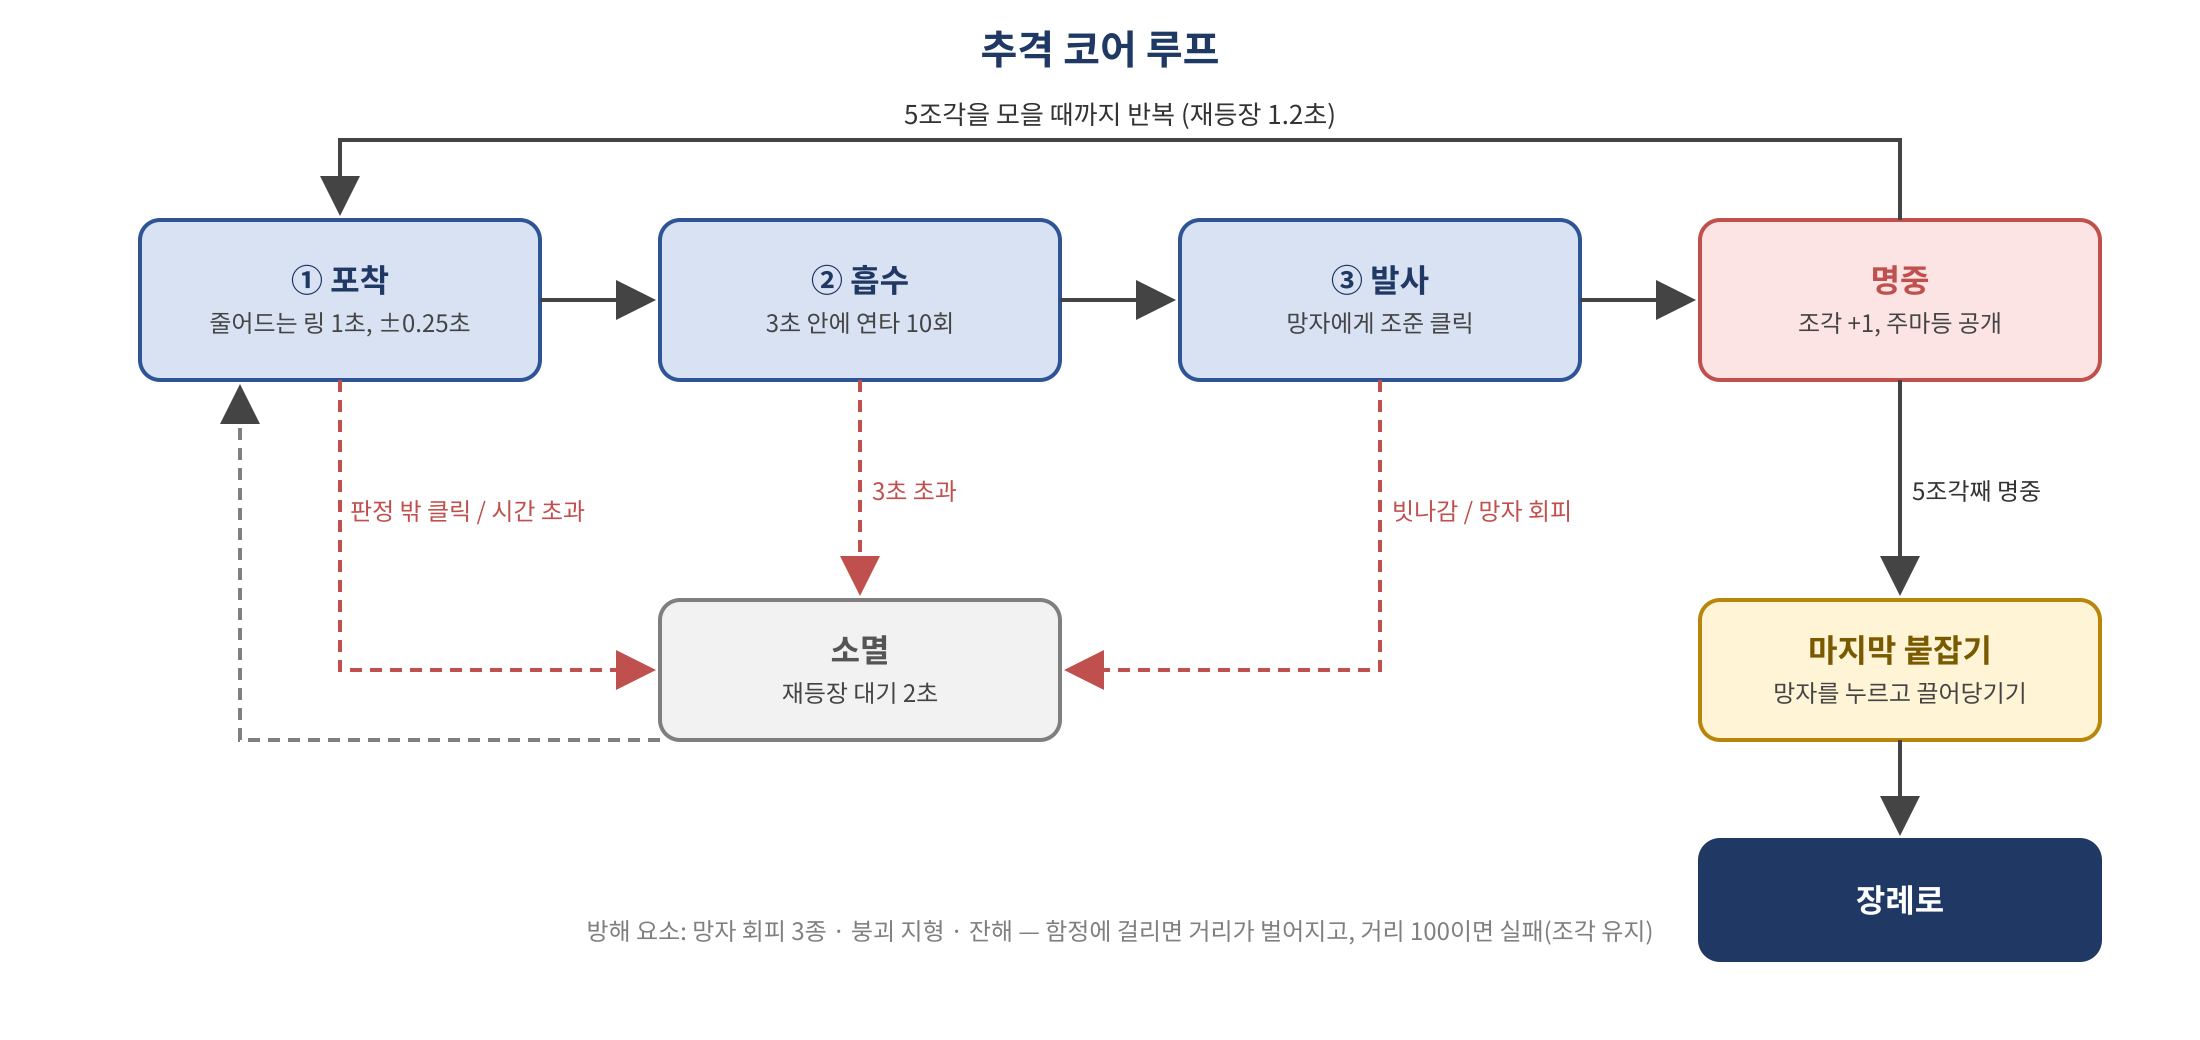 추격 코어 루프
5조각을 모을 때까지 반복 (재등장 1.2초)
① 포착
줄어드는 링 1초, ±0.25초
② 흡수
3초 안에 연타 10회
③ 발사
망자에게 조준 클릭
명중
조각 +1, 주마등 공개
판정 밖 클릭 / 시간 초과
3초 초과
빗나감 / 망자 회피
5조각째 명중
소멸
재등장 대기 2초
마지막 붙잡기
망자를 누르고 끌어당기기
장례로
방해 요소: 망자 회피 3종 · 붕괴 지형 · 잔해 — 함정에 걸리면 거리가 벌어지고, 거리 100이면 실패(조각 유지)